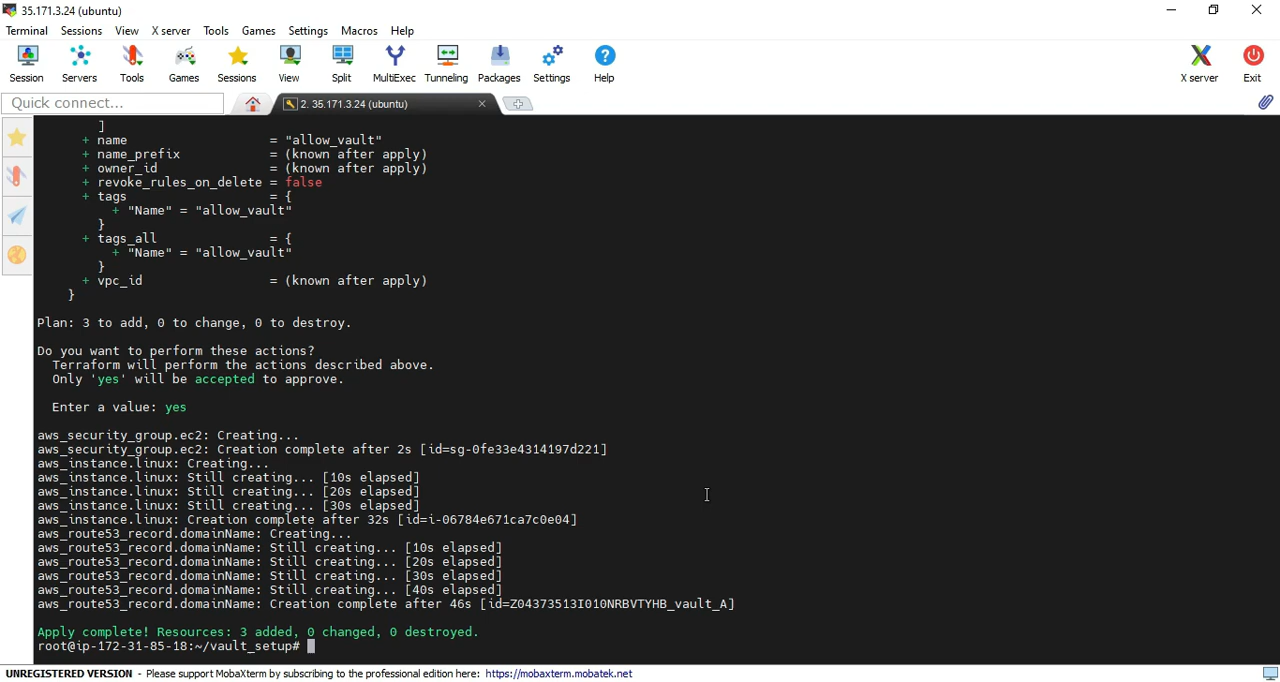 35.171.3.24 (ubuntu)
Terminal Sessions View X server Tools Games Settings Macros Help
Session Servers Tools Games Sessions View Split MultiExec Tunneling Packages Settings Help X server Exit
Quick connect...
2. 35.171.3.24 (ubuntu)
]
+ name = "allow_vault"
+ name_prefix = (known after apply)
+ owner_id = (known after apply)
+ revoke_rules_on_delete = false
+ tags = {
+ "Name" = "allow_vault"
}
+ tags_all = {
+ "Name" = "allow_vault"
}
+ vpc_id = (known after apply)
}
Plan: 3 to add, 0 to change, 0 to destroy.
Do you want to perform these actions?
Terraform will perform the actions described above.
Only 'yes' will be accepted to approve.
Enter a value: yes
aws_security_group.ec2: Creating...
aws_security_group.ec2: Creation complete after 2s [id=sg-0fe33e4314197d221]
aws_instance.linux: Creating...
aws_instance.linux: Still creating... [10s elapsed]
aws_instance.linux: Still creating... [20s elapsed]
aws_instance.linux: Still creating... [30s elapsed]
aws_instance.linux: Creation complete after 32s [id=i-06784e671ca7c0e04]
aws_route53_record.domainName: Creating...
aws_route53_record.domainName: Still creating... [10s elapsed]
aws_route53_record.domainName: Still creating... [20s elapsed]
aws_route53_record.domainName: Still creating... [30s elapsed]
aws_route53_record.domainName: Still creating... [40s elapsed]
aws_route53_record.domainName: Creation complete after 46s [id=Z04373513I010NRBVTYHB_vault_A]
Apply complete! Resources: 3 added, 0 changed, 0 destroyed.
root@ip-172-31-85-18:~/vault_setup#
UNREGISTERED VERSION - Please support MobaXterm by subscribing to the professional edition here: https://mobaxterm.mobatek.net